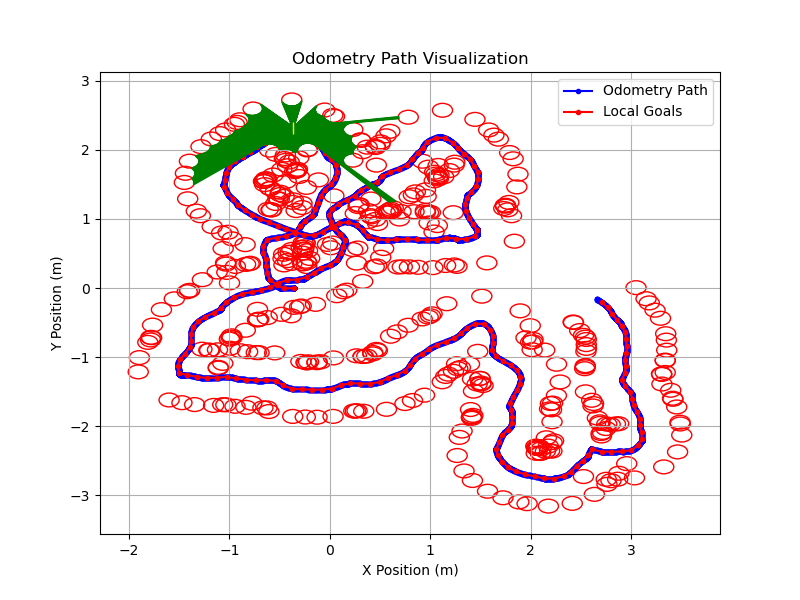 Odometry Path Visualization
Odometry Path
Local Goals
3
2
1
0
−1
−2
−3
Y Position (m)
−2
−1
0
1
2
3
X Position (m)